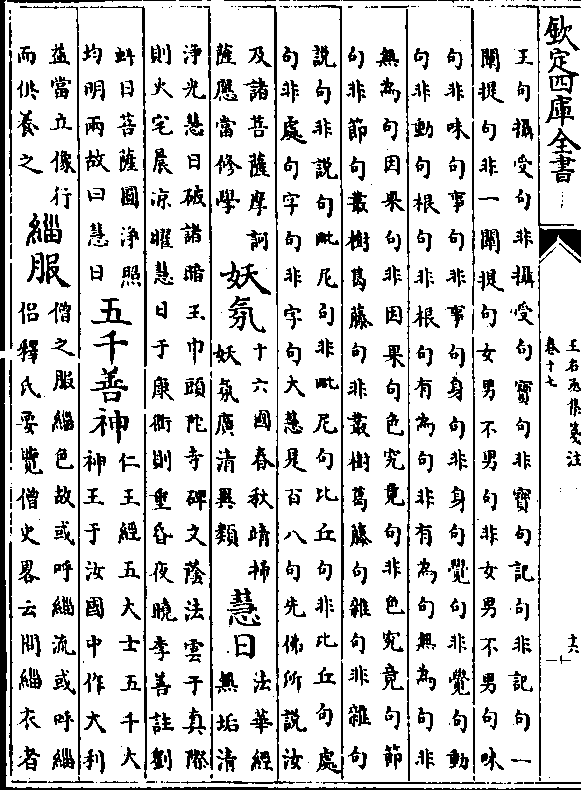 欽定四庫全書
王右丞集箋注
卷十七
十六
王句攝受句非攝受句寶句非寶句記句非記句一
闡提句非一闡提句女男不男句非女男不男句味
句非味句事句非事句身句非身句覺句非覺句動
句非動句根句非根句有為句非有為句無為句非
無為句因果句非因果句色究竟句非色究竟句節
句非節句叢樹葛藤句非叢樹葛藤句雜句非雜句
說句非說句毗尼句非毗尼句比丘句非比丘句處
句非處句字句非字句大慧是百八句先佛所說汝
及諸菩薩摩訶
薩應當修學
妖氛
十六國春秋靖掃
妖氛廣清異類
慧日
法華經
無垢清
淨光慧日破諸暗王巾頭陀寺碑文蔭法雲于真際
則火宅晨涼曜慧日于康衢則重昏夜曉李善註劉
虯曰菩薩圓淨照
均明兩故曰慧日
五千善神
仁王經五大士五千大
神王于汝國中作大利
益當立像行
而供養之
緇服
僧之服緇色故或呼緇流或呼緇
侶釋氏要覽僧史畧云問緇衣者